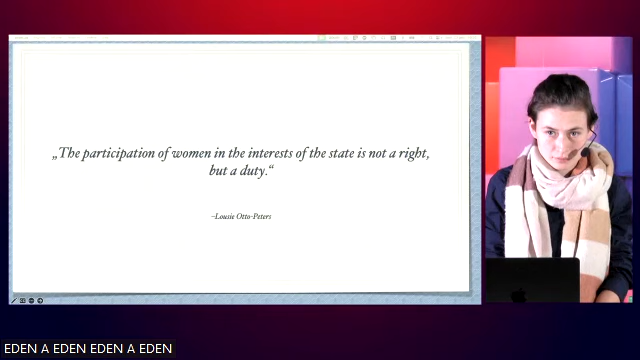 „The participation of women in the interests of the state is not a right,
but a duty.“
–Lousie Otto-Peters
EDEN A EDEN EDEN A EDEN